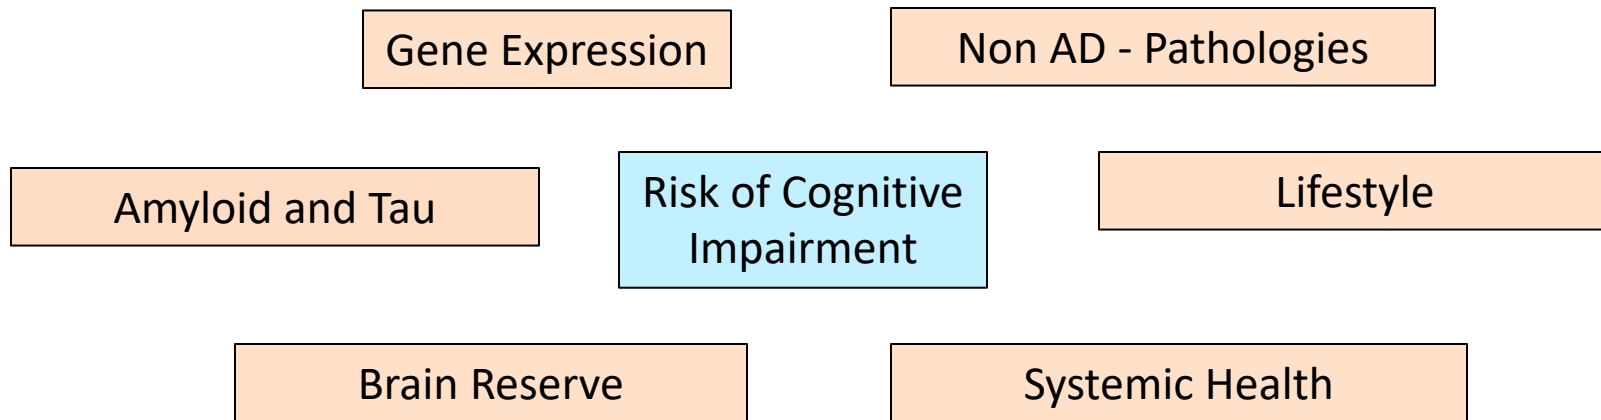 Gene Expression
Non AD - Pathologies
Amyloid and Tau
Risk of Cognitive
Impairment
Lifestyle
Brain Reserve
Systemic Health